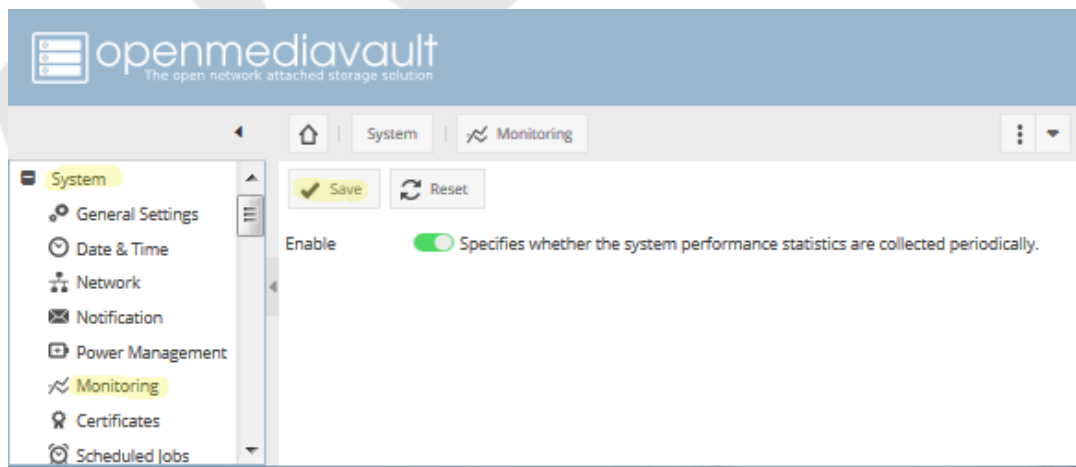 openmediavault
The open network attached storage solution
System
Monitoring
System
General Settings
Date & Time
Network
Notification
Power Management
Monitoring
Certificates
Scheduled Jobs
Save
Reset
Enable
Specifies whether the system performance statistics are collected periodically.